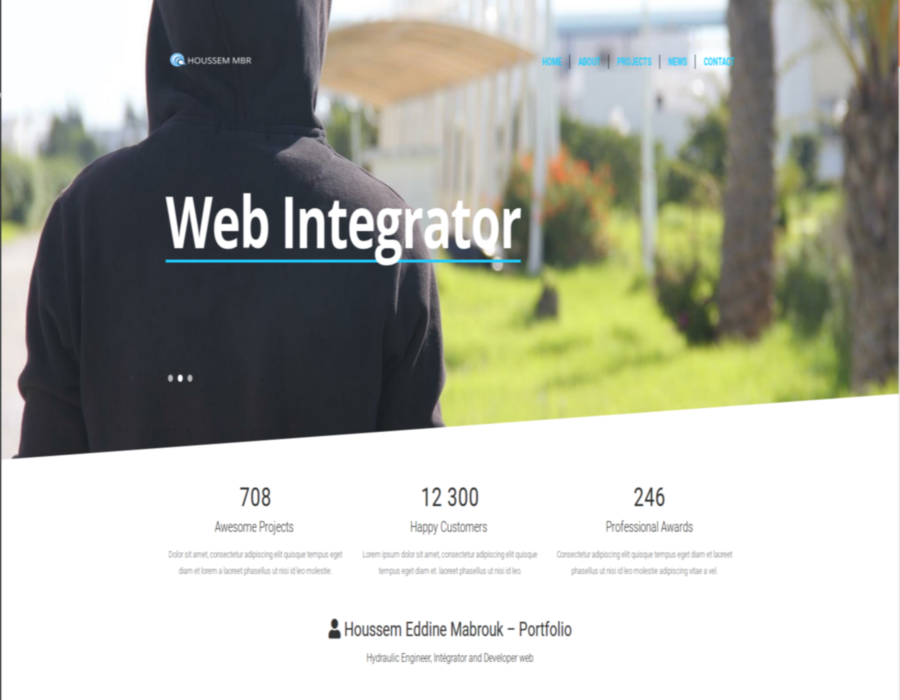 HOUSSEM MBR
HOME | ABOUT | PROJECTS | NEWS | CONTACT
Web Integrator
708
12 300
246
Awesome Projects
Happy Customers
Professional Awards
Dolor sit amet, consectetur adipiscing elit quisque tempus eget
diam et lorem a laoreet phasellus ut nisi id leo molestie.
Lorem ipsum dolor sit amet, consectetur adipiscing elit quisque
tempus eget diam et. laoreet phasellus ut nisi id leo.
Consectetur adipiscing elit quisque tempus eget diam et laoreet
phasellus ut nisi id leo molestie adipiscing vitae a vel.
Houssem Eddine Mabrouk – Portfolio
Hydraulic Engineer, Intégrator and Developer web